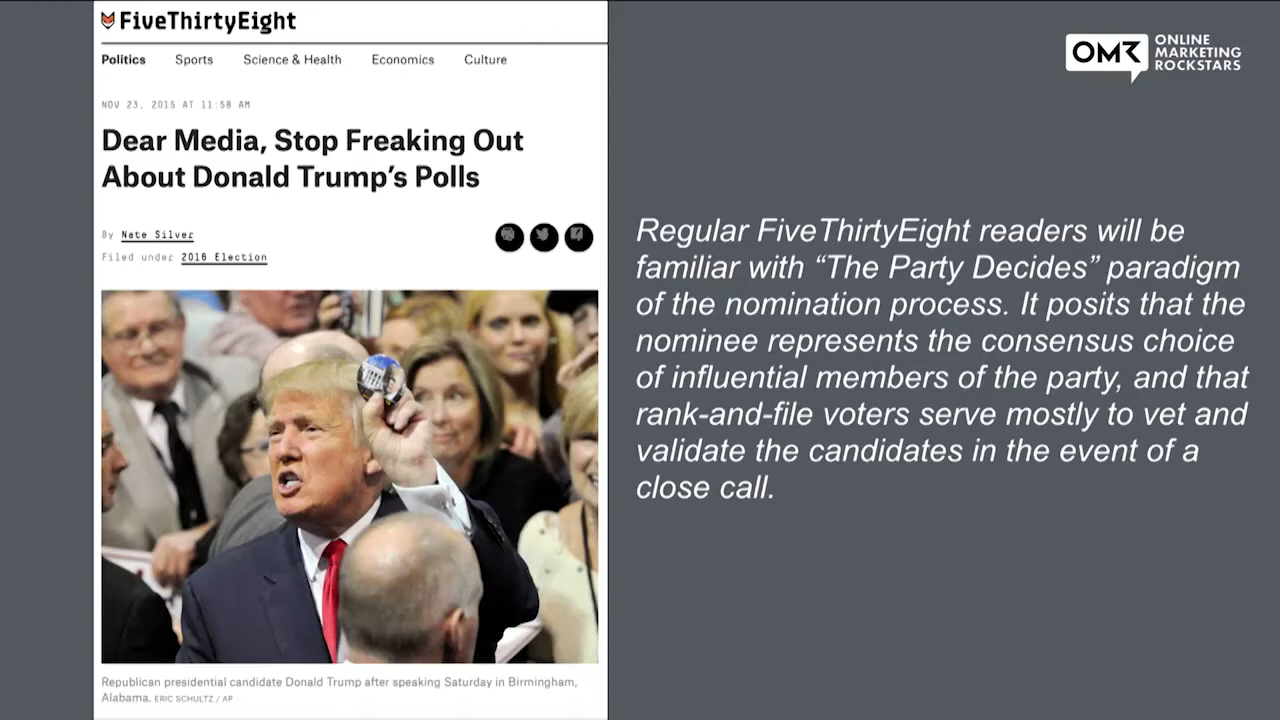 FiveThirtyEight
OMR ONLINE
MARKETING
ROCKSTARS
Politics Sports Science & Health Economics Culture
NOV 23, 2015 AT 11:58 AM
Dear Media, Stop Freaking Out
About Donald Trump’s Polls
By Nate Silver
Filed under 2016 Election
Republican presidential candidate Donald Trump after speaking Saturday in Birmingham,
Alabama. ERIC SCHULTZ / AP
Regular FiveThirtyEight readers will be
familiar with “The Party Decides” paradigm
of the nomination process. It posits that the
nominee represents the consensus choice
of influential members of the party, and that
rank-and-file voters serve mostly to vet and
validate the candidates in the event of a
close call.